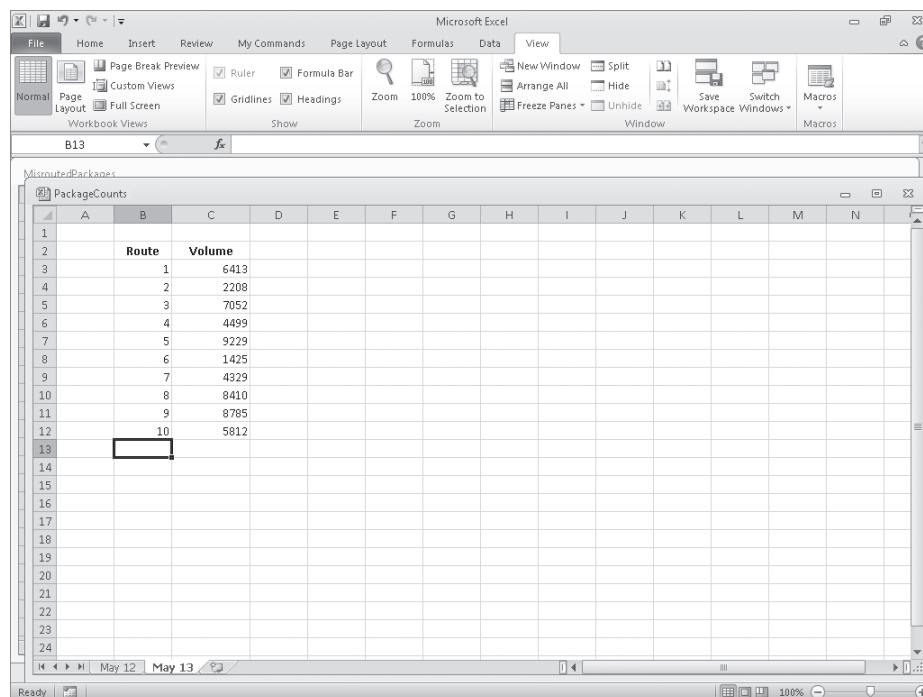 Microsoft Excel
File Home Insert Review My Commands Page Layout Formulas Data View
Normal
Page Layout
Page Break Preview
Custom Views
Full Screen
Workbook Views
Ruler
Formula Bar
Gridlines
Headings
Show
Zoom
100%
Zoom to Selection
Zoom
New Window
Arrange All
Freeze Panes
Split
Hide
Unhide
Save Workspace
Switch Windows
Window
Macros
Macros
B13 fx
MisroutedPackages
PackageCounts
A B C D E F G H I J K L M N
1
2 Route Volume
3 1 6413
4 2 2208
5 3 7052
6 4 4499
7 5 9229
8 6 1425
9 7 4329
10 8 8410
11 9 8785
12 10 5812
13
14
15
16
17
18
19
20
21
22
23
24
May 12 May 13
Ready 100%